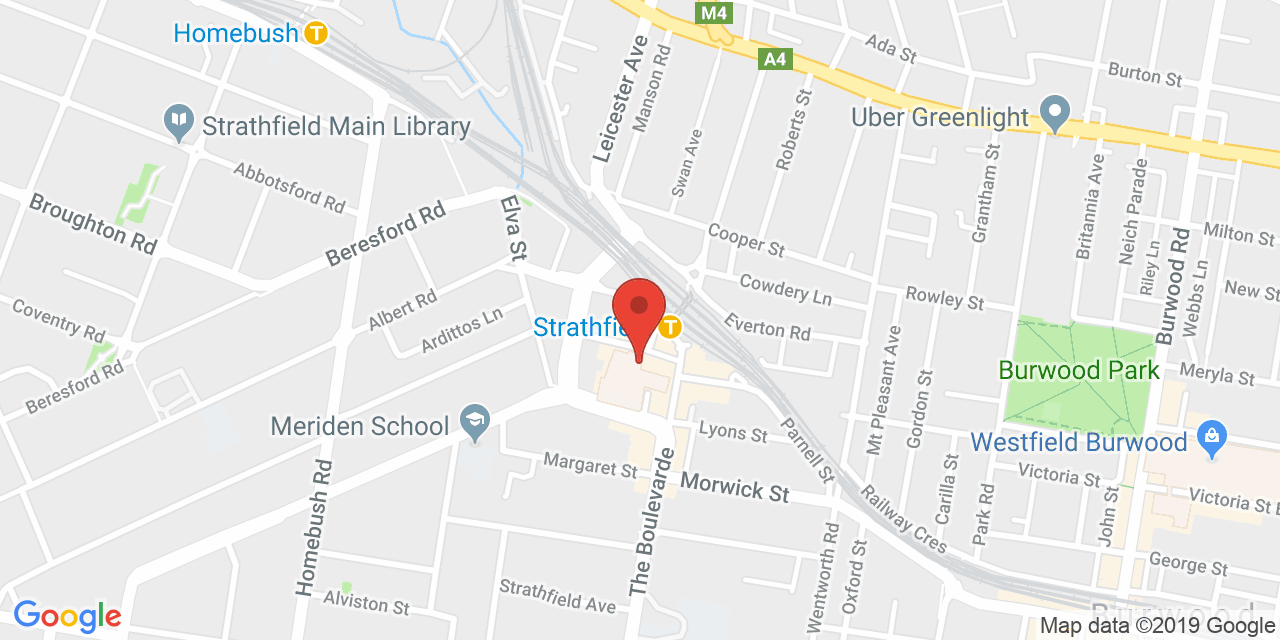 M4
Homebush T
A4
Ada St
Burton St
Leicester Ave
Manson Rd
Roberts St
Swan Ave
Uber Greenlight
Strathfield Main Library
Abbotsford Rd
Broughton Rd
Beresford Rd
Elva St
Cooper St
Grantham St
Britannia Ave
Neich Parade
Riley Ln
Burwood Rd
Webbs Ln
Milton St
New St
Cowdery Ln
Rowley St
Everton Rd
Coventry Rd
Albert Rd
Ardittos Ln
T
Beresford Rd
Mt Pleasant Ave
Gordon St
Burwood Park
Meryla St
Meriden School
Lyons St
Parnell St
Westfield Burwood
Margaret St
Morwick St
The Boulevarde
Homebush Rd
Railway Cres
Carilla St
Park Rd
Victoria St
John St
Victoria St E
George St
Wentworth Rd
Oxford St
Strathfield Ave
Alviston St
Burwood
Google
Map data ©2019 Google